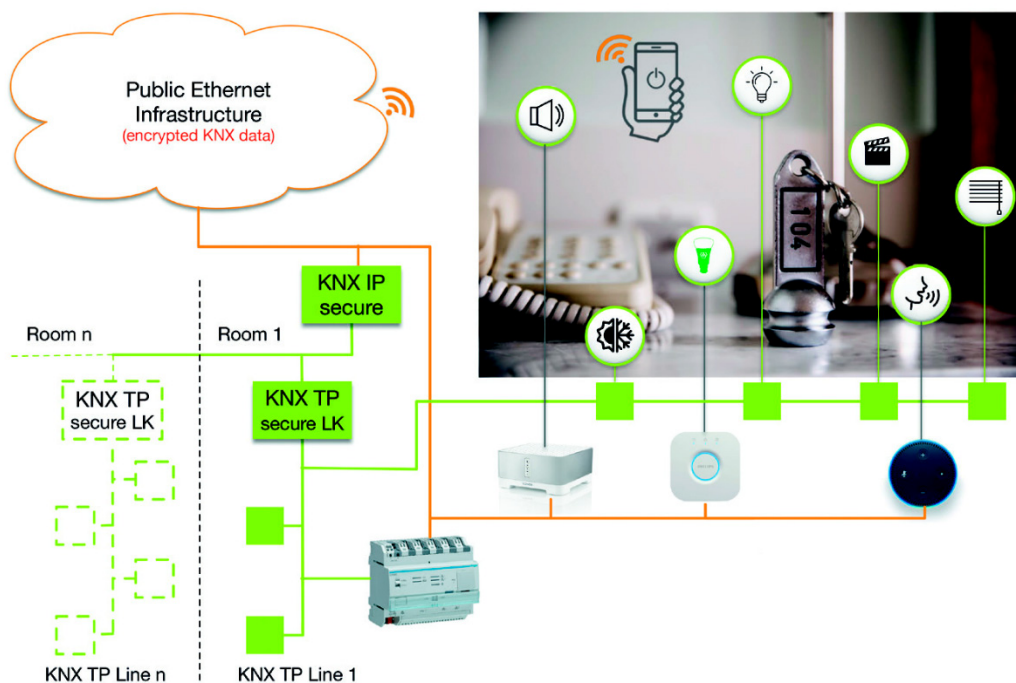 Public Ethernet
Infrastructure
(encrypted KNX data)
KNX IP
secure
Room n
Room 1
KNX TP
secure LK
KNX TP
secure LK
104
KNX TP Line n
KNX TP Line 1